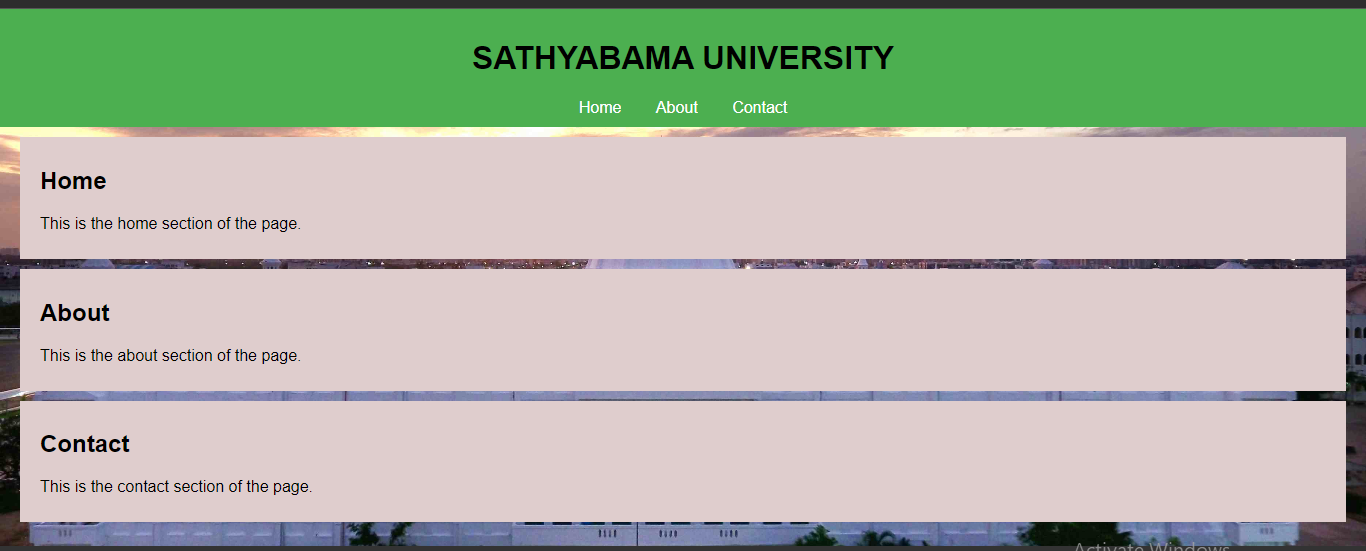 SATHYABAMA UNIVERSITY
Home About Contact
Home
This is the home section of the page.
About
This is the about section of the page.
Contact
This is the contact section of the page.
Activate Windows